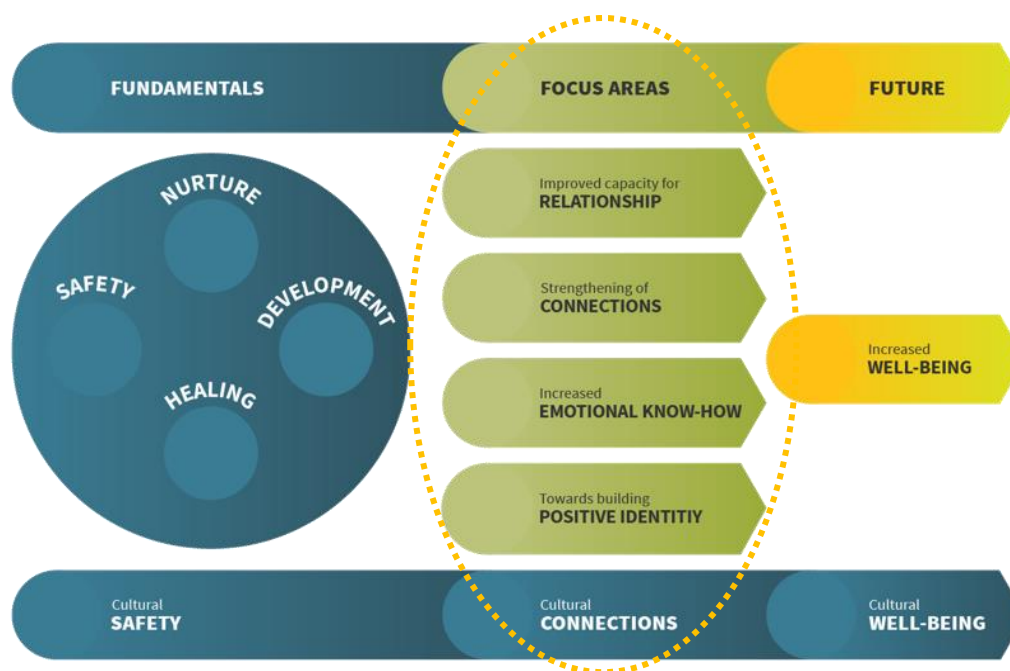 FUNDAMENTALS
FOCUS AREAS
FUTURE
NURTURE
SAFETY
DEVELOPMENT
HEALING
Improved capacity for
RELATIONSHIP
Strengthening of
CONNECTIONS
Increased
EMOTIONAL KNOW-HOW
Towards building
POSITIVE IDENTITIY
Increased
WELL-BEING
Cultural
SAFETY
Cultural
CONNECTIONS
Cultural
WELL-BEING